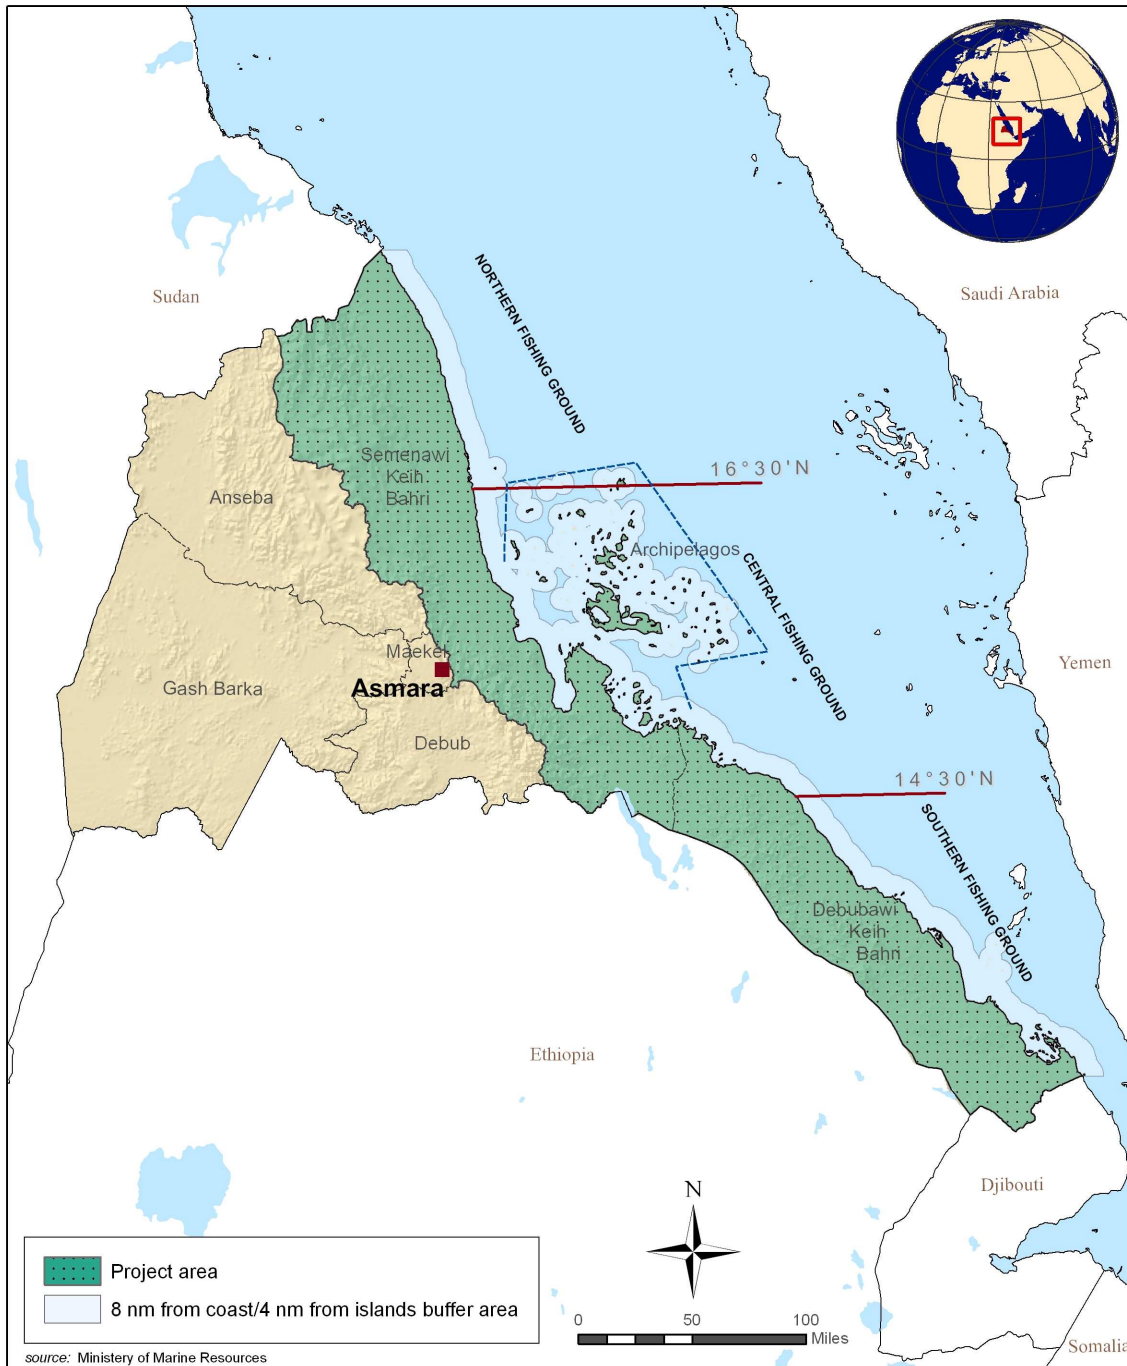 Sudan
Saudi Arabia
NORTHERN FISHING GROUND
16°30'N
Semenawi
Keih
Bahri
Anseba
Archipelagos
CENTRAL FISHING GROUND
Maekel
Yemen
Gash Barka
Asmara
Debub
14°30'N
SOUTHERN FISHING GROUND
Debubawi
Keih
Bahri
Ethiopia
Djibouti
N
Project area
8 nm from coast/4 nm from islands buffer area
0 50 100
Miles
Somalia
source: Ministery of Marine Resources